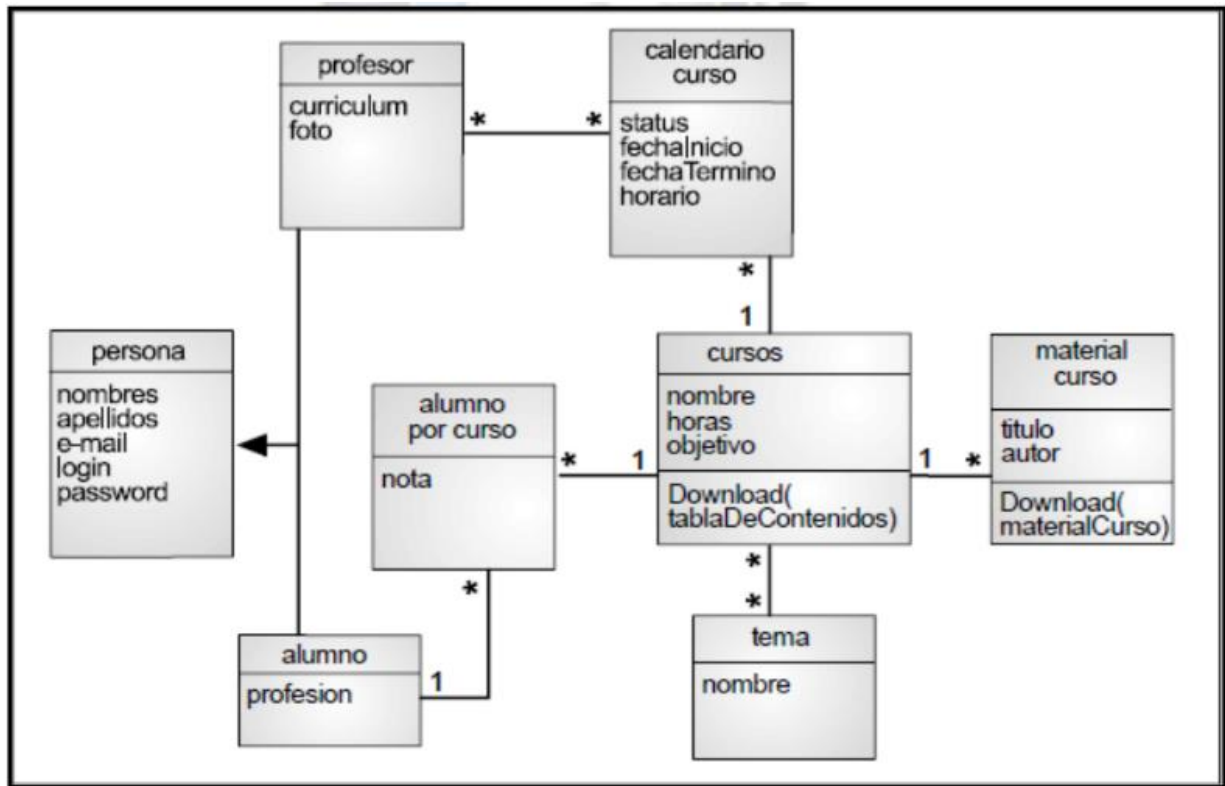 profesor
curriculum
foto
*
*
calendario
curso
status
fechaInicio
fechaTermino
horario
*
1
persona
nombres
apellidos
e-mail
login
password
alumno
por curso
nota
*
1
*
cursos
nombre
horas
objetivo
Download(
tablaDeContenidos)
1
*
material
curso
titulo
autor
Download(
materialCurso)
*
*
alumno
profesion
1
tema
nombre